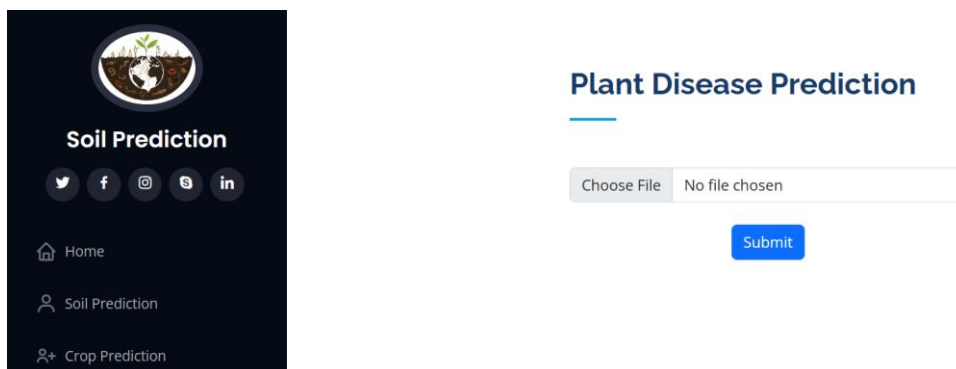 Soil Prediction
Home
Soil Prediction
Crop Prediction
Plant Disease Prediction
Choose File No file chosen
Submit